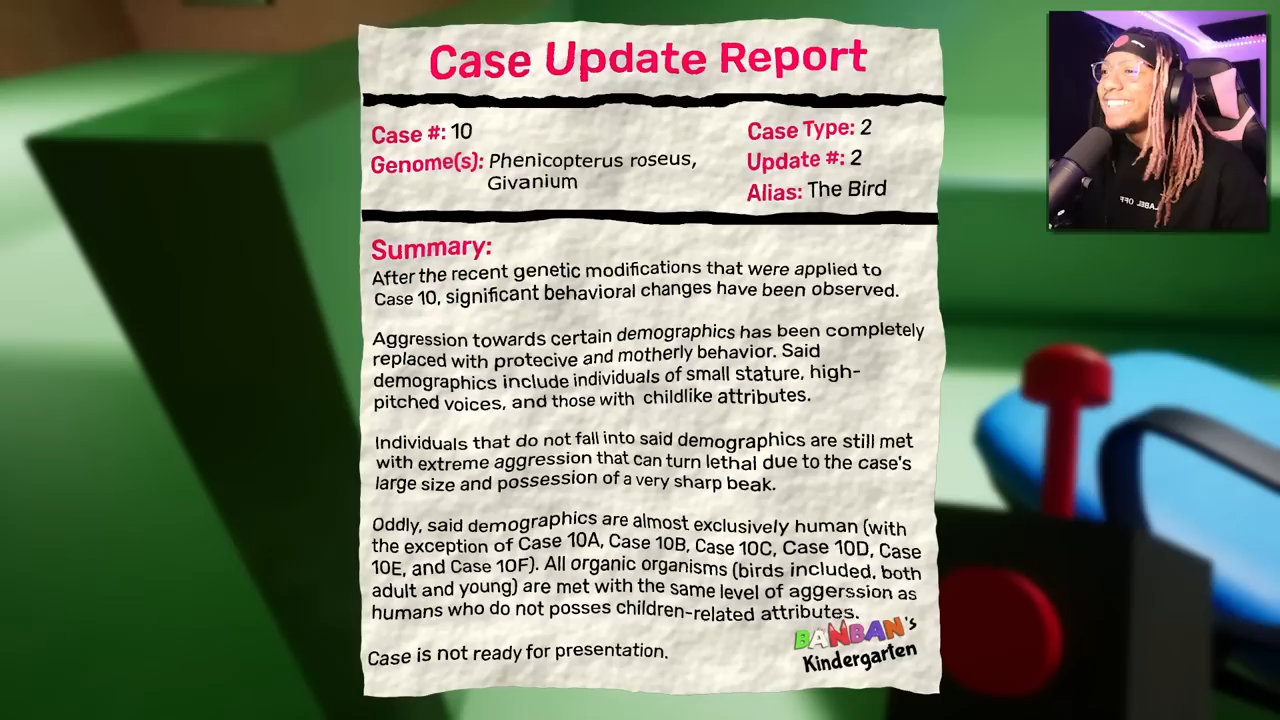 Case Update Report
Case #: 10
Genome(s): Phenicopterus roseus,
Givanium
Case Type: 2
Update #: 2
Alias: The Bird
Summary:
After the recent genetic modifications that were applied to
Case 10, significant behavioral changes have been observed.
Aggression towards certain demographics has been completely
replaced with protecive and motherly behavior. Said
demographics include individuals of small stature, high-
pitched voices, and those with childlike attributes.
Individuals that do not fall into said demographics are still met
with extreme aggression that can turn lethal due to the case's
large size and possession of a very sharp beak.
Oddly, said demographics are almost exclusively human (with
the exception of Case 10A, Case 10B, Case 10C, Case 10D, Case
10E, and Case 10F). All organic organisms (birds included, both
adult and young) are met with the same level of aggerssion as
humans who do not posses children-related attributes.
Case is not ready for presentation.
BANBAN's
Kindergarten
LABEL OFF